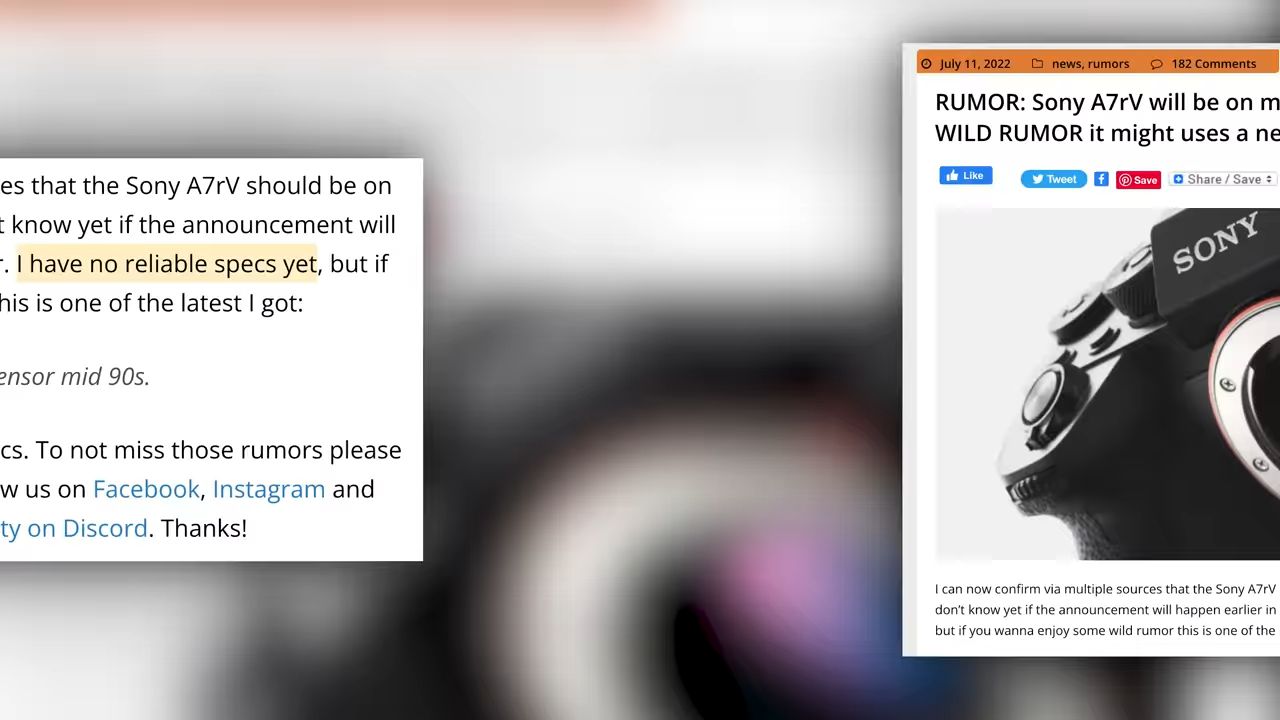 es that the Sony A7rV should be on
t know yet if the announcement will
r. I have no reliable specs yet, but if
his is one of the latest I got:
ensor mid 90s.
cs. To not miss those rumors please
w us on Facebook, Instagram and
ty on Discord. Thanks!
July 11, 2022 news, rumors 182 Comments
RUMOR: Sony A7rV will be on m
WILD RUMOR it might uses a ne
Like Tweet Save Share / Save
SONY
I can now confirm via multiple sources that the Sony A7rV
don't know yet if the announcement will happen earlier in
but if you wanna enjoy some wild rumor this is one of the